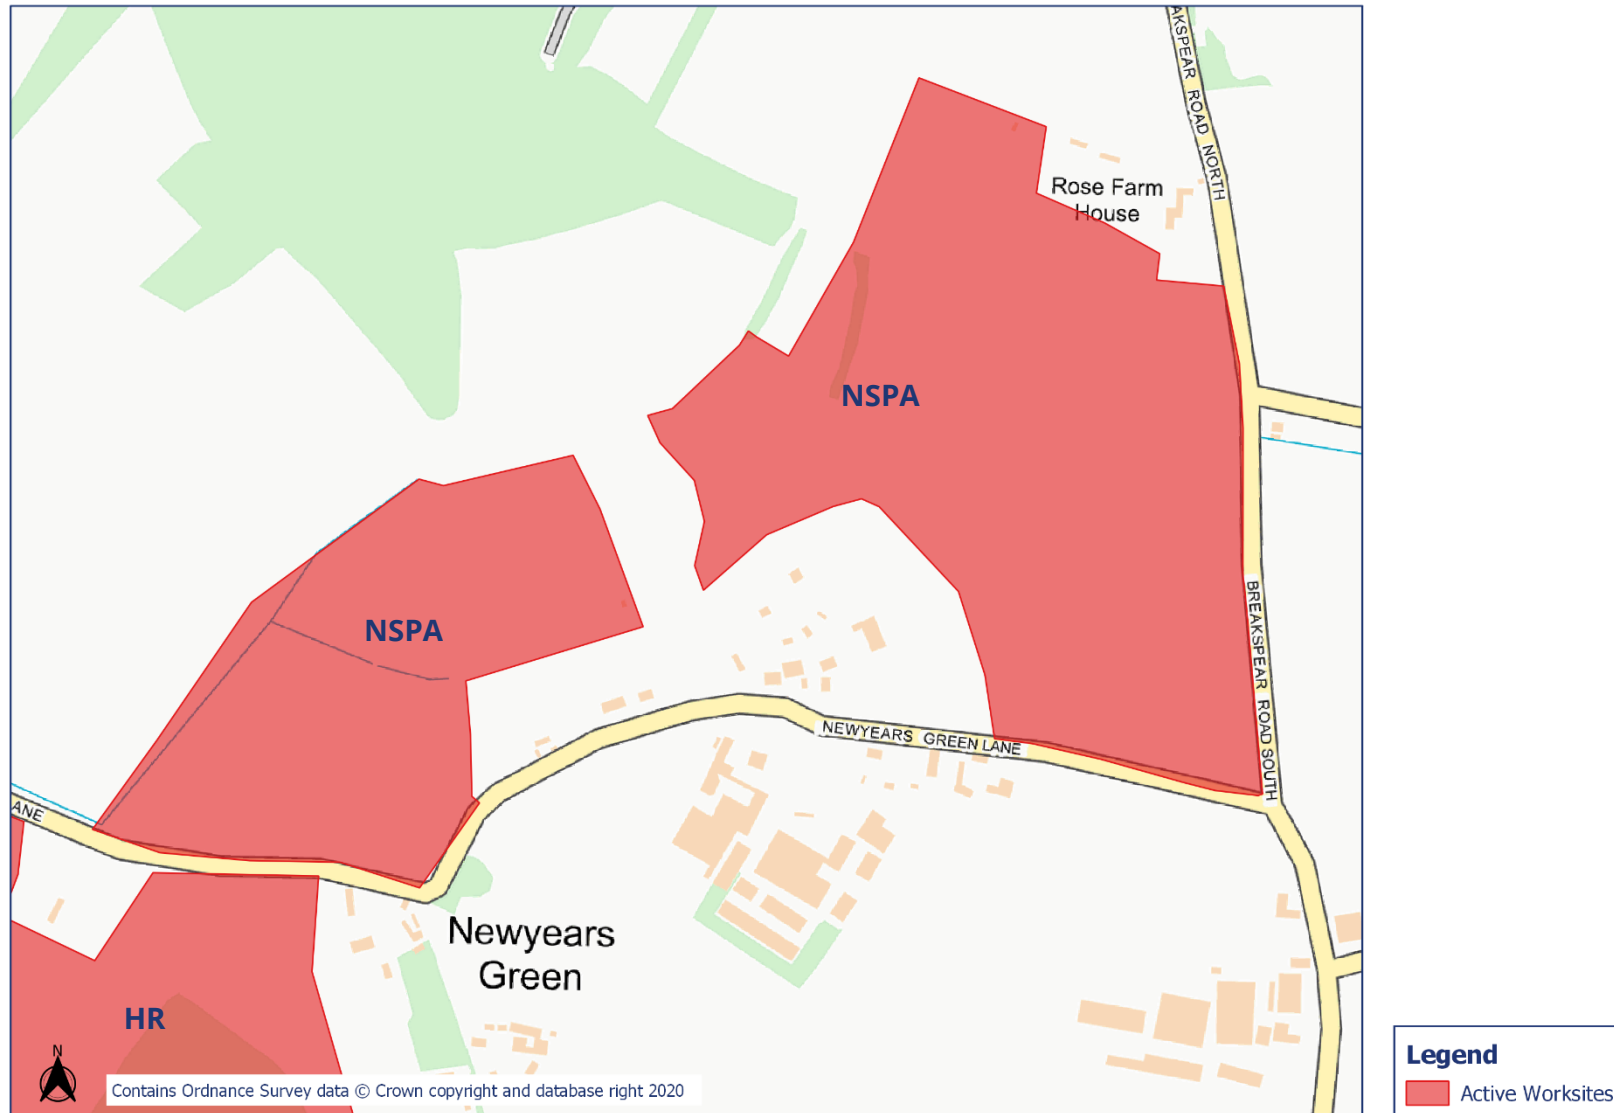 AKSPEAR ROAD NORTH
Rose Farm
House
NSPA
NSPA
BREAKSPEAR ROAD SOUTH
NEWYEARS GREEN LANE
ANE
Newyears
Green
HR
N
Contains Ordnance Survey data © Crown copyright and database right 2020
Legend
Active Worksites